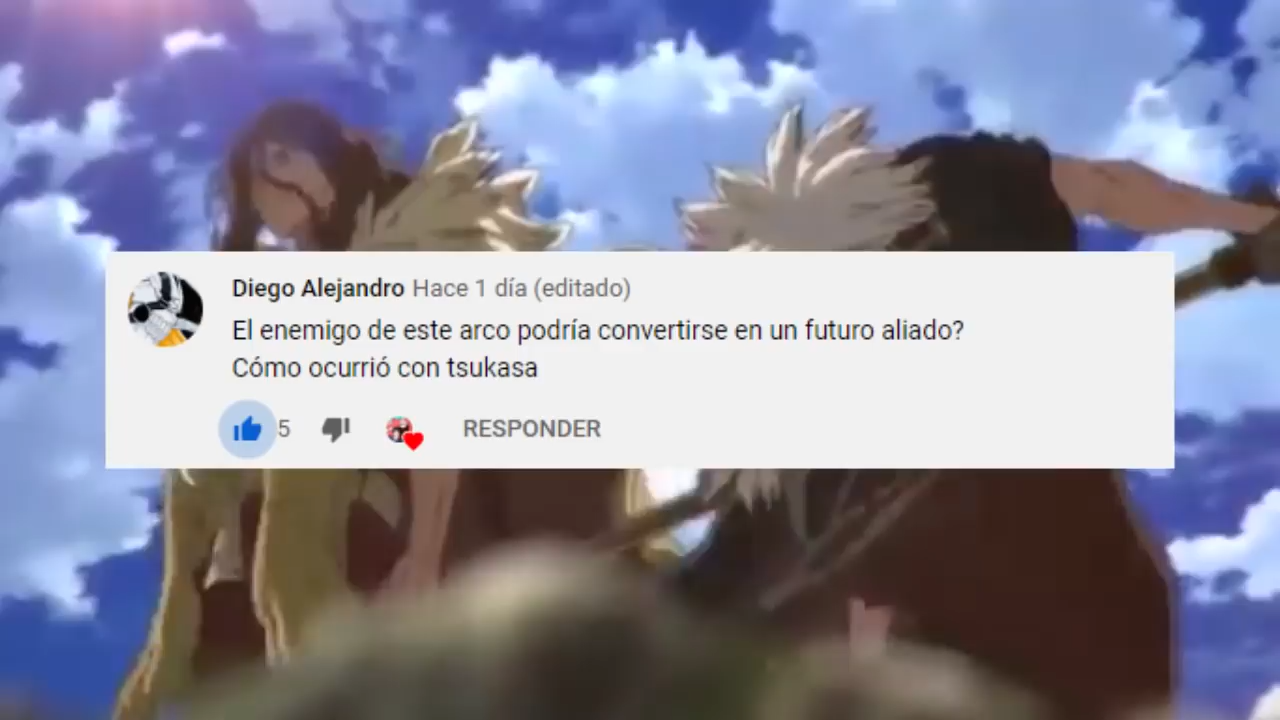 Diego Alejandro Hace 1 día (editado)
El enemigo de este arco podría convertirse en un futuro aliado?
Cómo ocurrió con tsukasa
5 RESPONDER